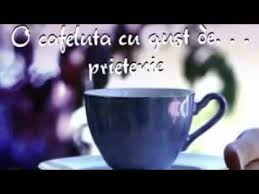 O cafeluta cu gust de. . .
prietenie